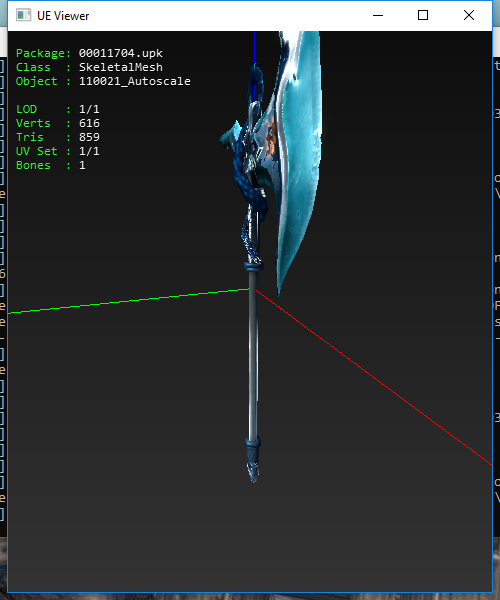 UE Viewer
Package: 00011704.upk
Class : SkeletalMesh
Object : 110021_Autoscale
LOD : 1/1
Verts : 616
Tris : 859
UV Set : 1/1
Bones : 1